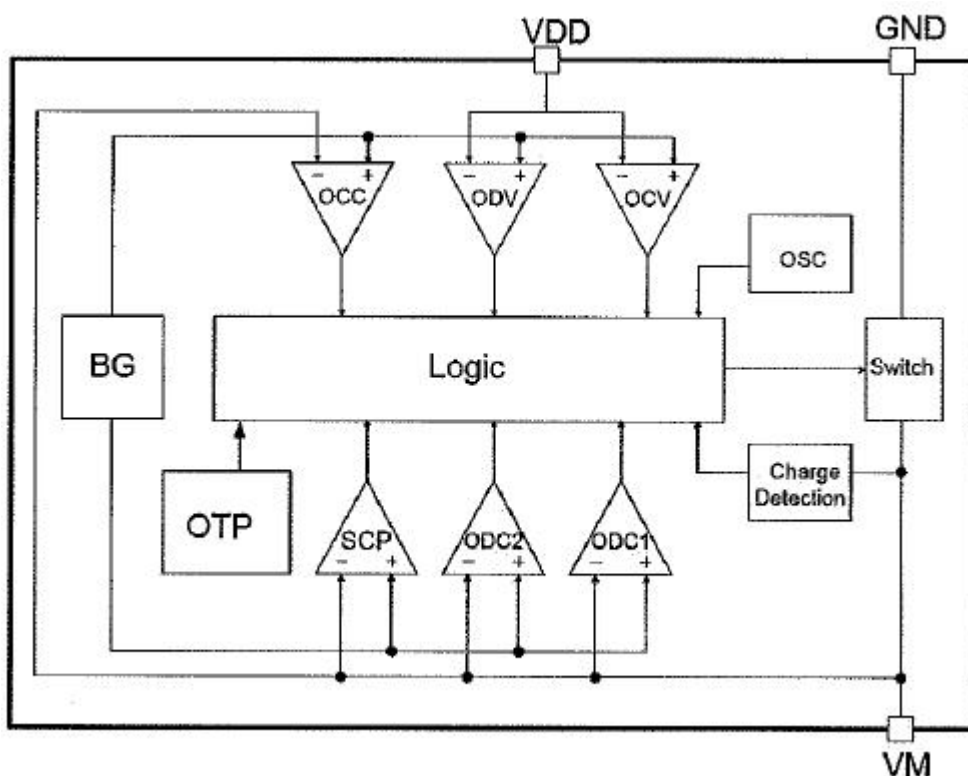 VDD
GND
− +
− +
− +
OCC
ODV
OCV
OSC
BG
Logic
Switch
Charge
Detection
OTP
SCP
ODC2
ODC1
− +
− +
− +
VM